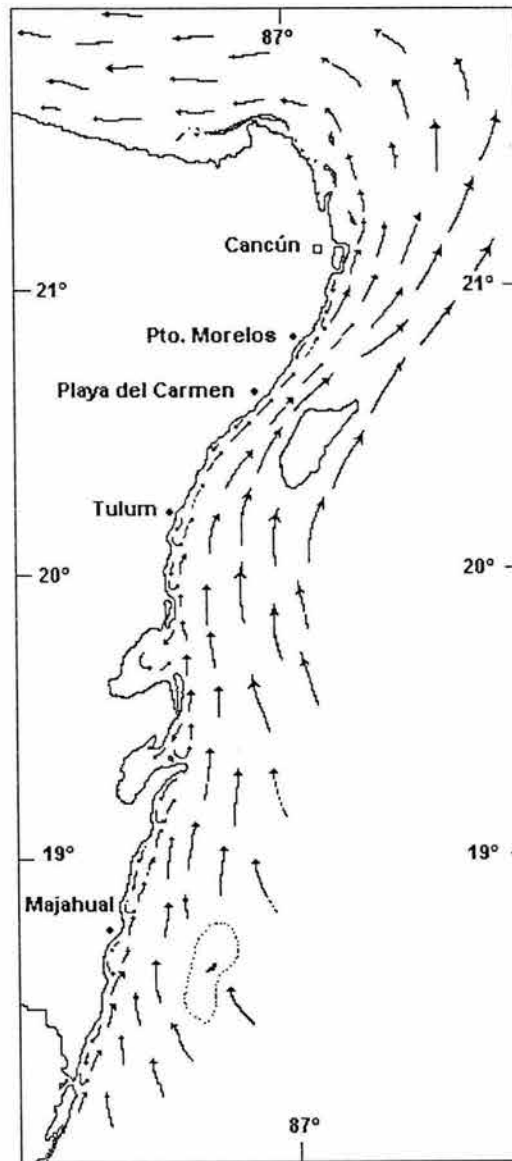 87°
Cancún
21° 21°
Pto. Morelos
Playa del Carmen
Tulum
20° 20°
19° 19°
Majahual
87°